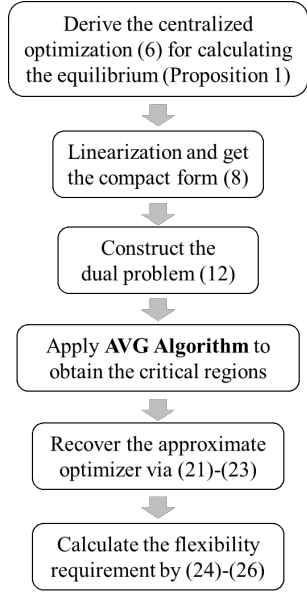 Derive the centralized
optimization (6) for calculating
the equilibrium (Proposition 1)
Linearization and get
the compact form (8)
Construct the
dual problem (12)
Apply AVG Algorithm to
obtain the critical regions
Recover the approximate
optimizer via (21)-(23)
Calculate the flexibility
requirement by (24)-(26)